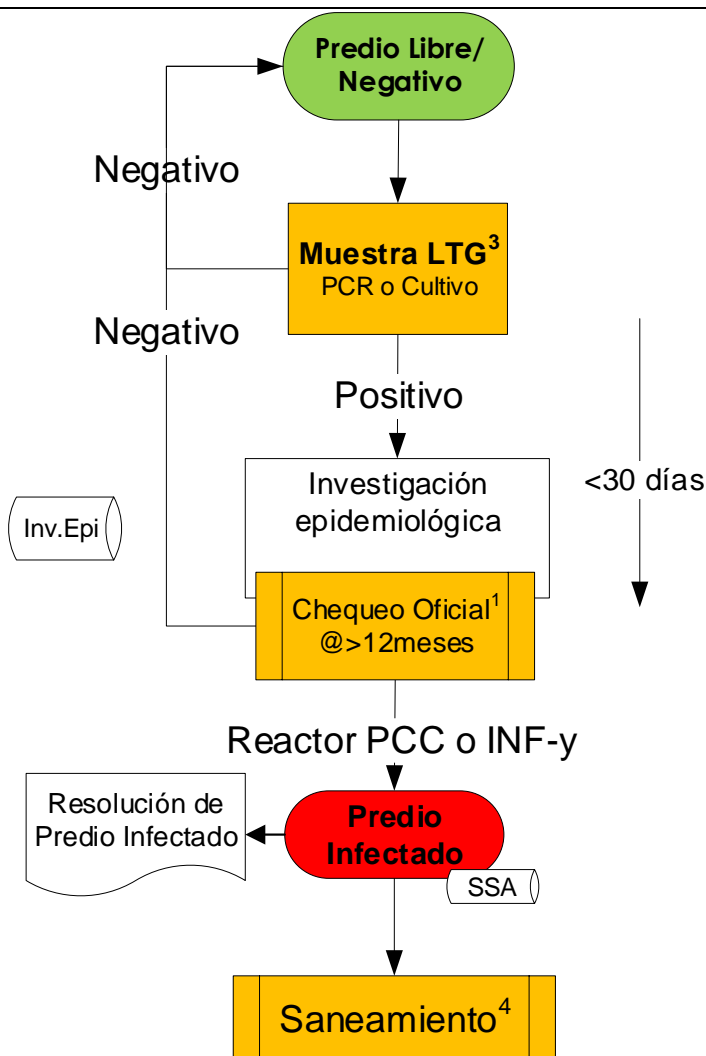 Predio Libre/
Negativo
Negativo
Muestra LTG³
PCR o Cultivo
Negativo
Positivo
Investigación
epidemiológica
<30 días
Inv.Epi
Chequeo Oficial¹
@>12meses
Reactor PCC o INF-y
Resolución de
Predio Infectado
Predio
Infectado
SSA
Saneamiento⁴